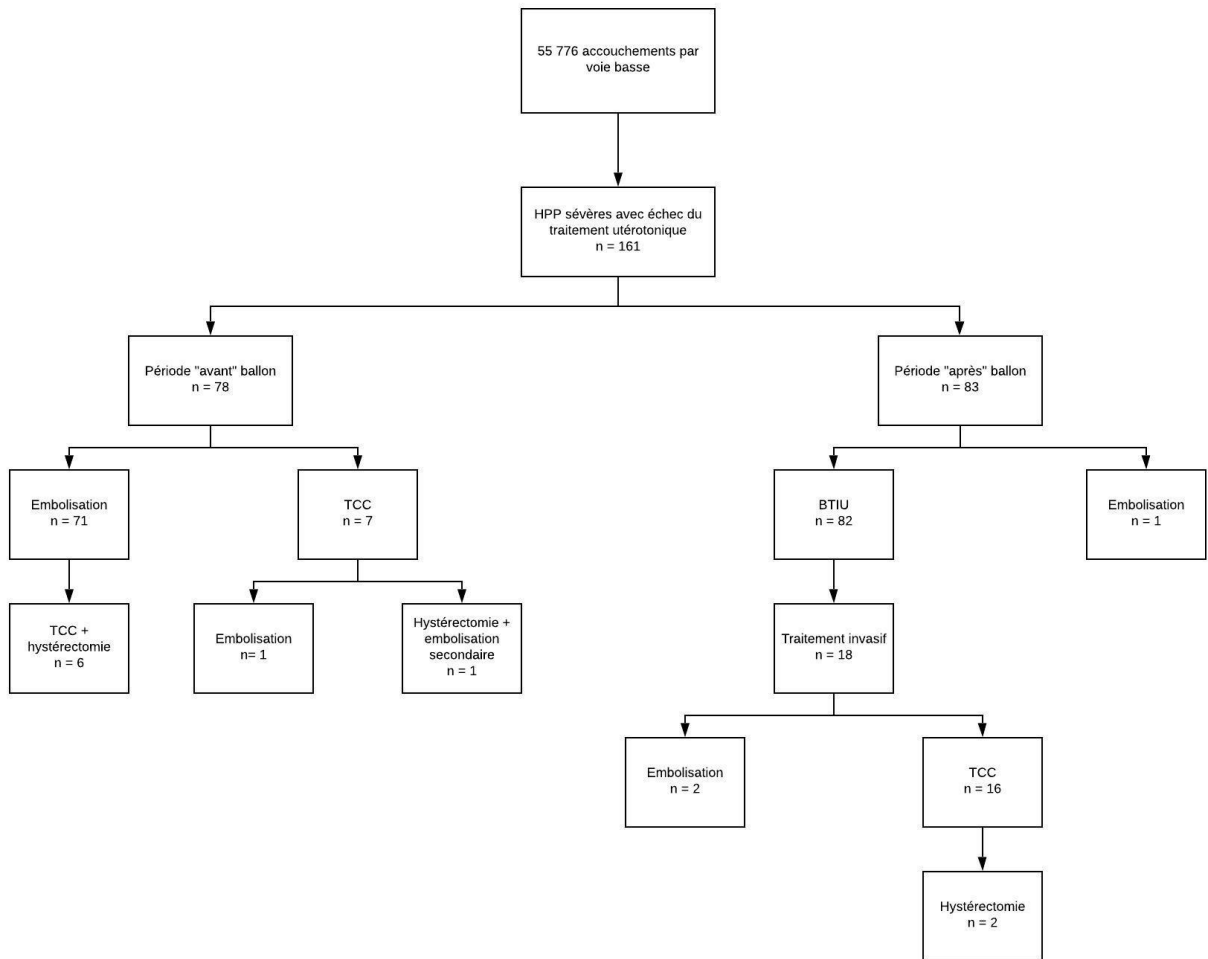 55 776 accouchements par
voie basse
HPP sévères avec échec du
traitement utérotonique
n = 161
Période "avant" ballon
n = 78
Période "après" ballon
n = 83
Embolisation
n = 71
TCC
n = 7
BTIU
n = 82
Embolisation
n = 1
TCC +
hystérectomie
n = 6
Embolisation
n= 1
Hystérectomie +
embolisation
secondaire
n = 1
Traitement invasif
n = 18
Embolisation
n = 2
TCC
n = 16
Hystérectomie
n = 2